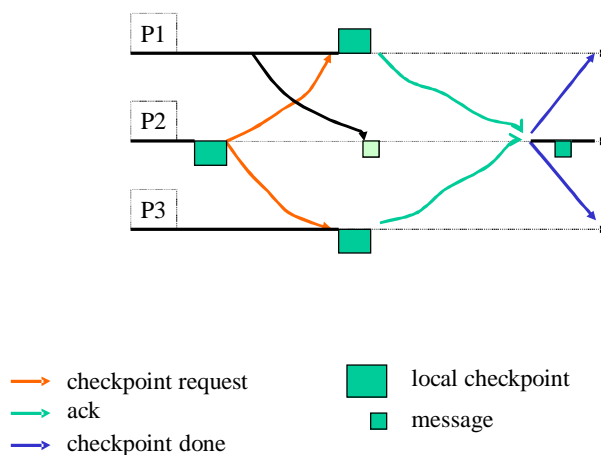 P1
P2
P3
checkpoint request
ack
checkpoint done
local checkpoint
message